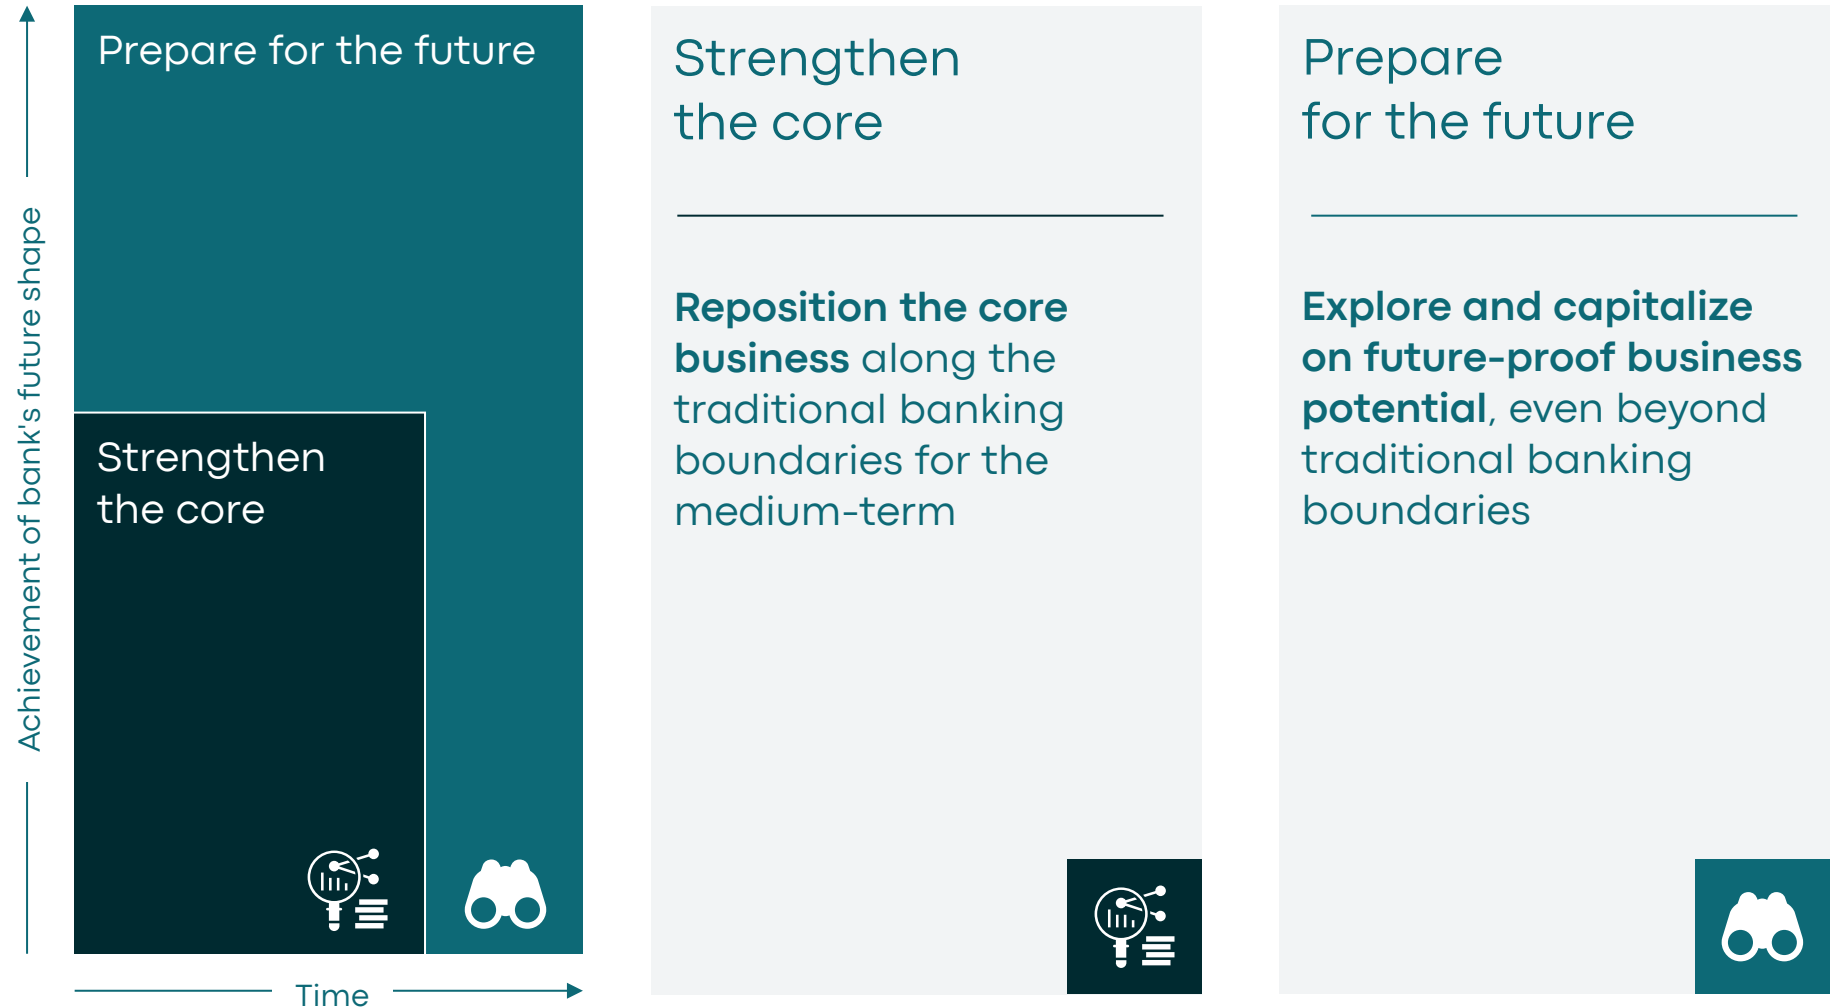 Achievement of bank's future shape
Prepare for the future
Strengthen
the core
Time
Strengthen
the core
Reposition the core
business along the
traditional banking
boundaries for the
medium-term
Prepare
for the future
Explore and capitalize
on future-proof business
potential, even beyond
traditional banking
boundaries